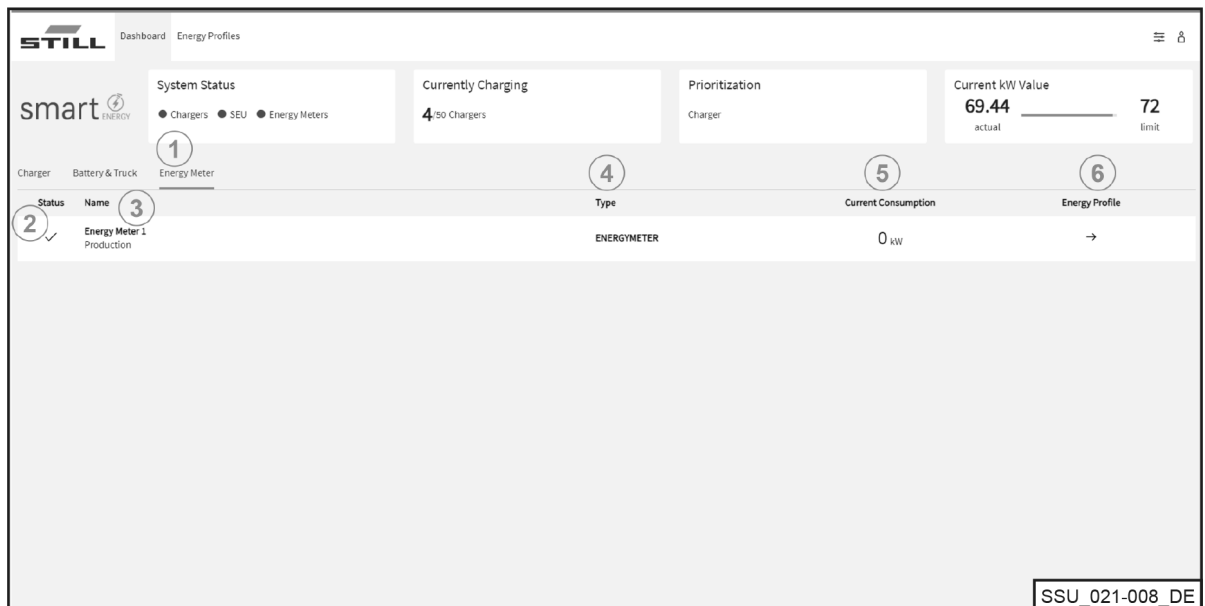 STILL Dashboard Energy Profiles
smart ENERGY
System Status
Chargers SEU Energy Meters
Currently Charging
4/50 Chargers
Prioritization
Charger
Current kW Value
69.44 72
actual limit
1
4
5
6
Charger Battery & Truck Energy Meter
Status Name Type Current Consumption Energy Profile
2
3
Energy Meter 1
Production
ENERGYMETER
0 kW
SSU_021-008_DE